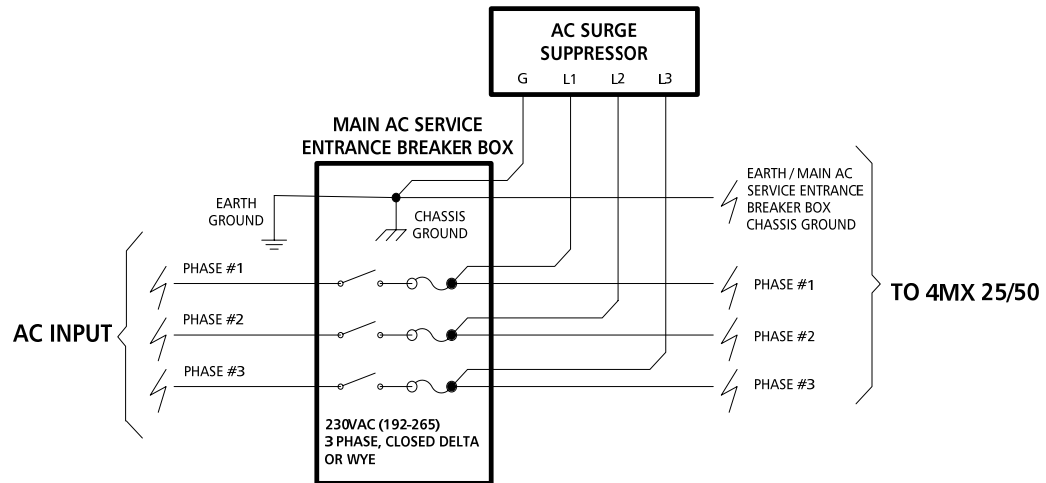 AC SURGE
SUPPRESSOR
G L1 L2 L3
MAIN AC SERVICE
ENTRANCE BREAKER BOX
EARTH
GROUND
CHASSIS
GROUND
EARTH / MAIN AC
SERVICE ENTRANCE
BREAKER BOX
CHASSIS GROUND
AC INPUT
PHASE #1
PHASE #2
PHASE #3
PHASE #1
PHASE #2
PHASE #3
TO 4MX 25/50
230VAC (192-265)
3 PHASE, CLOSED DELTA
OR WYE